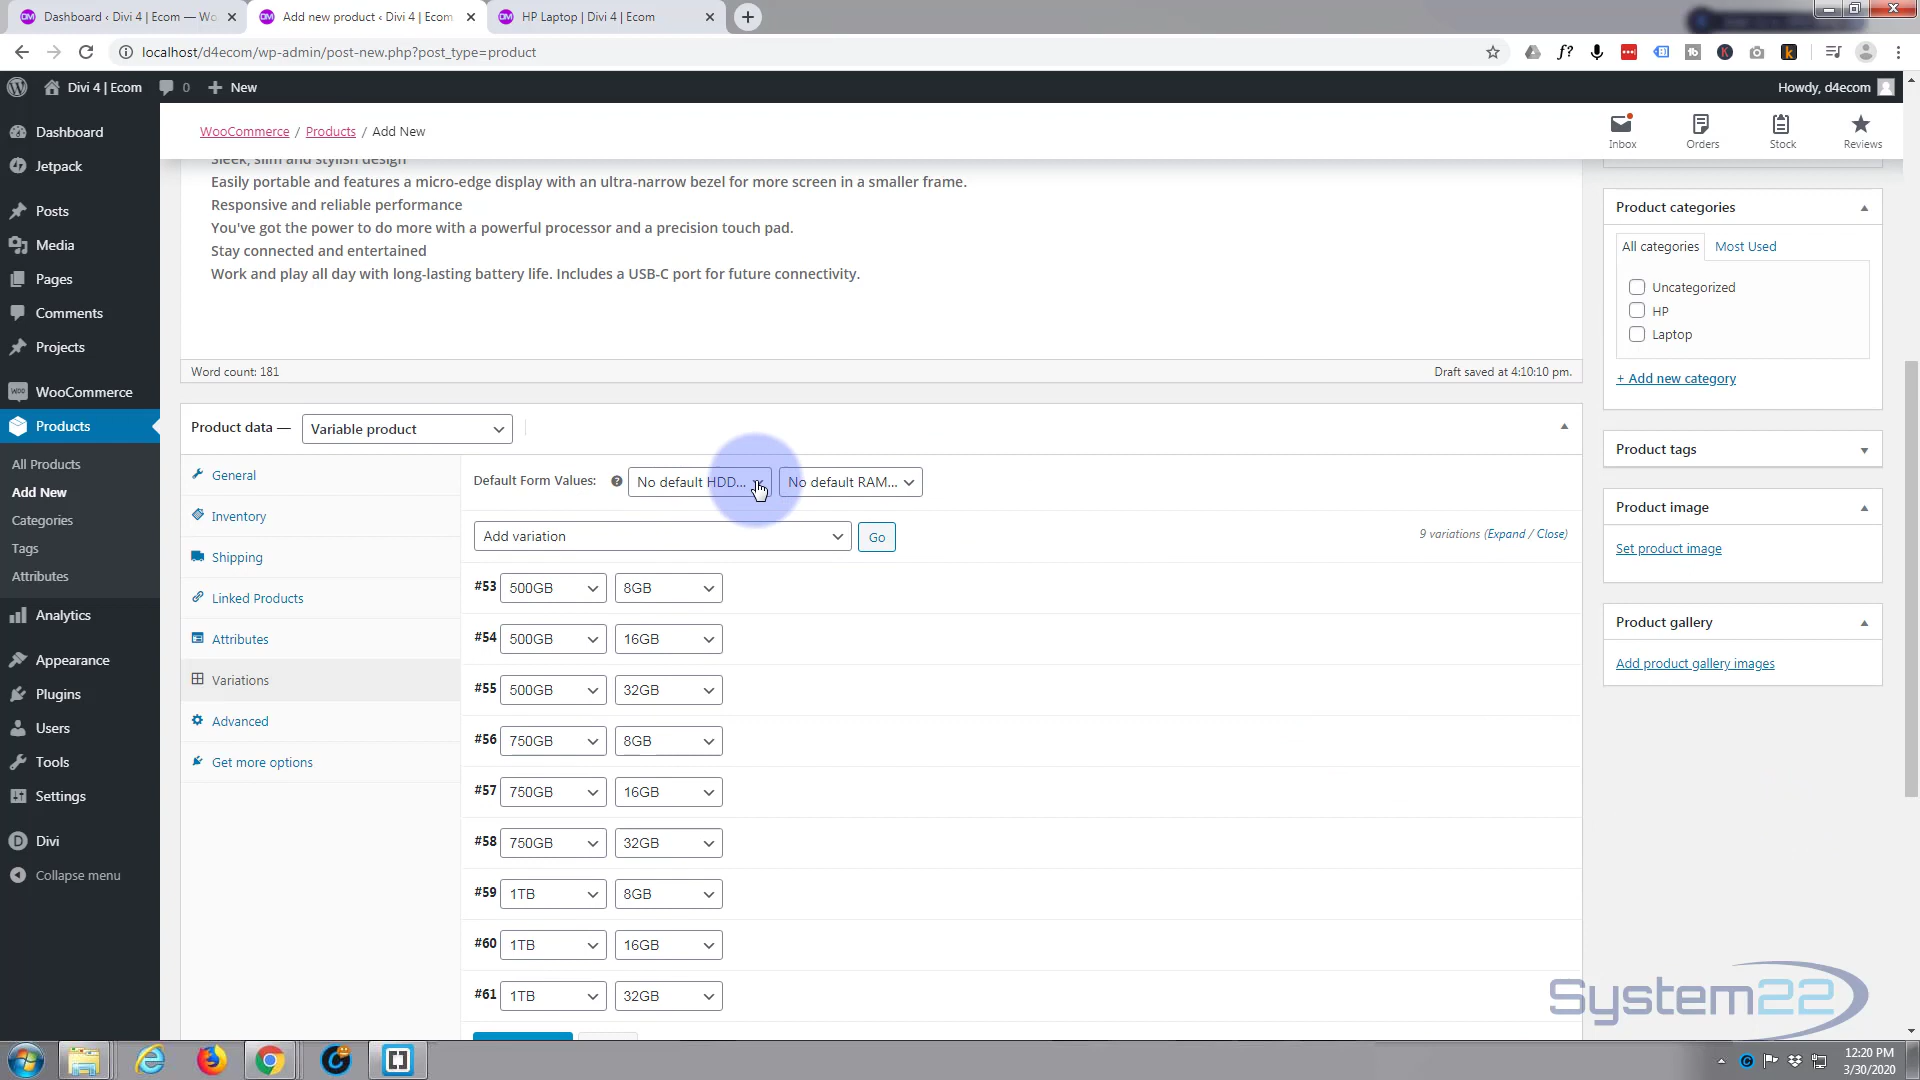 Dashboard ‹ Divi 4 | Ecom — Wo
Add new product ‹ Divi 4 | Ecom
HP Laptop | Divi 4 | Ecom
localhost/d4ecom/wp-admin/post-new.php?post_type=product
Divi 4 | Ecom
0
New
Howdy, d4ecom
Dashboard
Jetpack
Posts
Media
Pages
Comments
Projects
WooCommerce
Products
All Products
Add New
Categories
Tags
Attributes
Analytics
Appearance
Plugins
Users
Tools
Settings
Divi
Collapse menu
WooCommerce / Products / Add New
Inbox
Orders
Stock
Reviews
Sleek, slim and stylish design
Easily portable and features a micro-edge display with an ultra-narrow bezel for more screen in a smaller frame.
Responsive and reliable performance
You've got the power to do more with a powerful processor and a precision touch pad.
Stay connected and entertained
Work and play all day with long-lasting battery life. Includes a USB-C port for future connectivity.
Word count: 181
Draft saved at 4:10:10 pm.
Product data —
Variable product
General
Inventory
Shipping
Linked Products
Attributes
Variations
Advanced
Get more options
Default Form Values:
No default HDD...
No default RAM...
Add variation
Go
9 variations (Expand / Close)
#53 500GB 8GB
#54 500GB 16GB
#55 500GB 32GB
#56 750GB 8GB
#57 750GB 16GB
#58 750GB 32GB
#59 1TB 8GB
#60 1TB 16GB
#61 1TB 32GB
Product categories
All categories
Most Used
Uncategorized
HP
Laptop
+ Add new category
Product tags
Product image
Set product image
Product gallery
Add product gallery images
System22
12:20 PM
3/30/2020